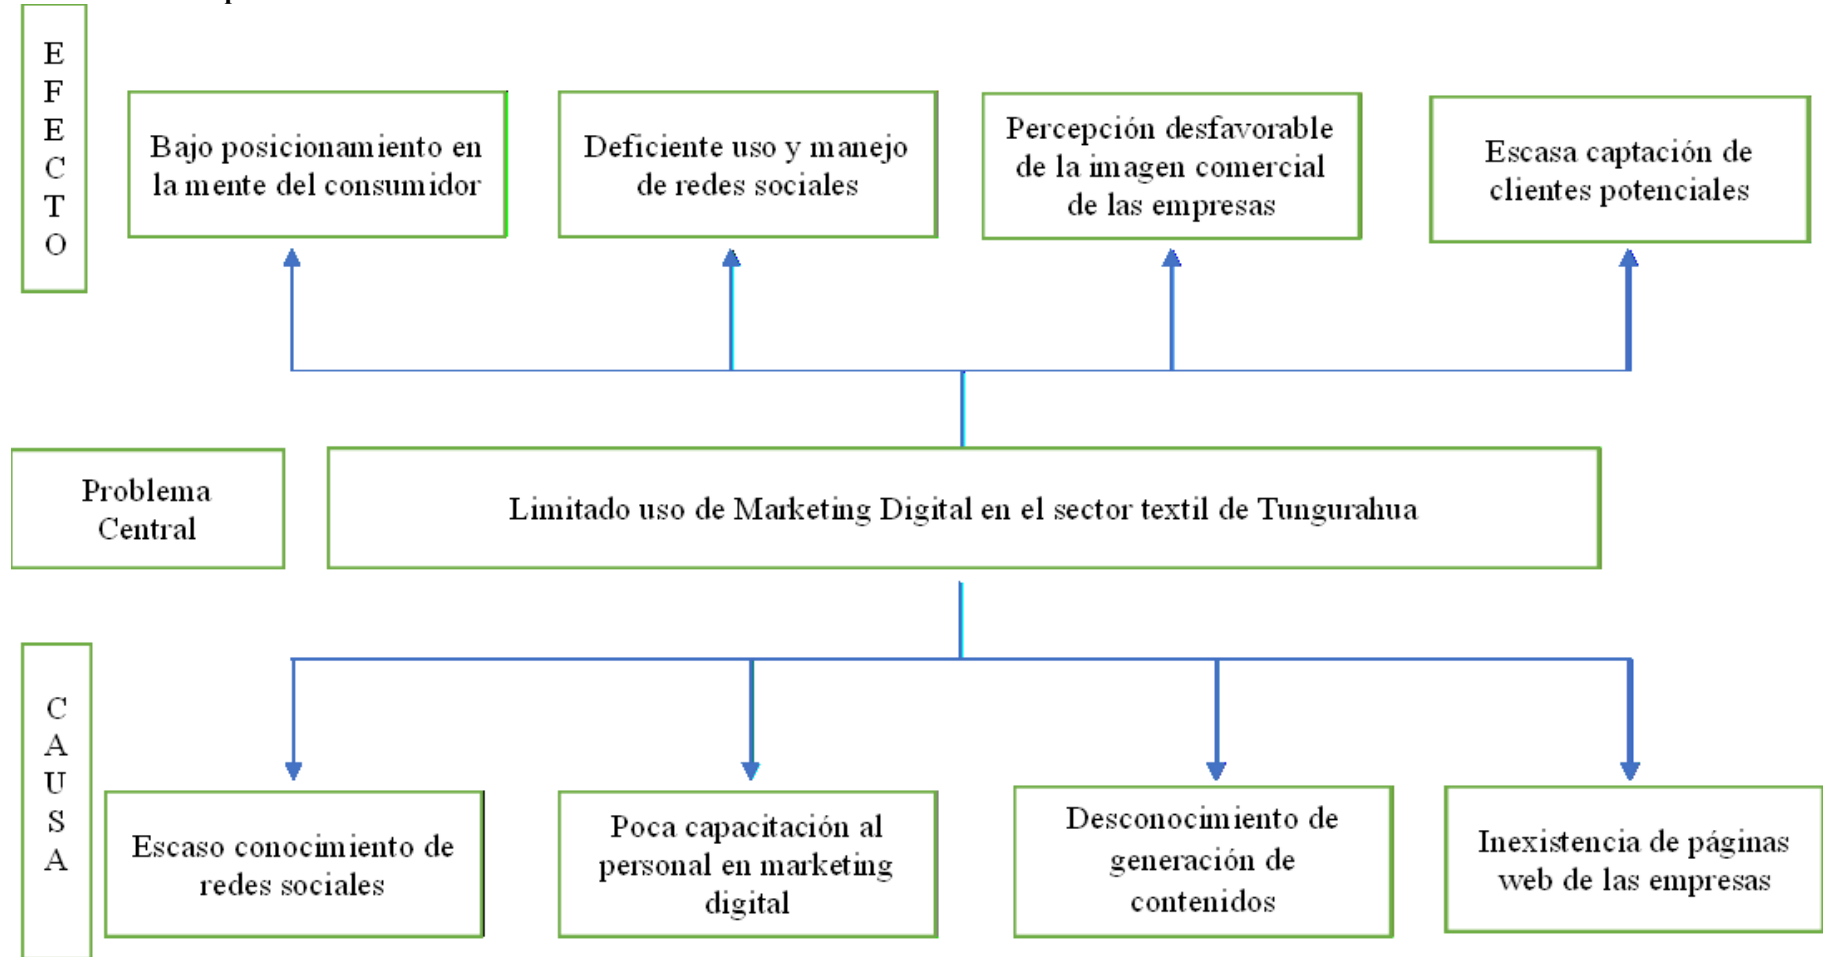 E
F
E
C
T
O
Bajo posicionamiento en
la mente del consumidor
Deficiente uso y manejo
de redes sociales
Percepción desfavorable
de la imagen comercial
de las empresas
Escasa captación de
clientes potenciales
Problema
Central
Limitado uso de Marketing Digital en el sector textil de Tungurahua
C
A
U
S
A
Escaso conocimiento de
redes sociales
Poca capacitación al
personal en marketing
digital
Desconocimiento de
generación de
contenidos
Inexistencia de páginas
web de las empresas